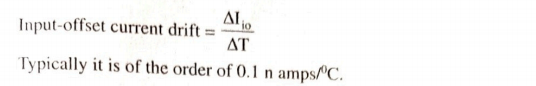 Input-offset current drift = ΔI_io / ΔT
Typically it is of the order of 0.1 n amps/°C.